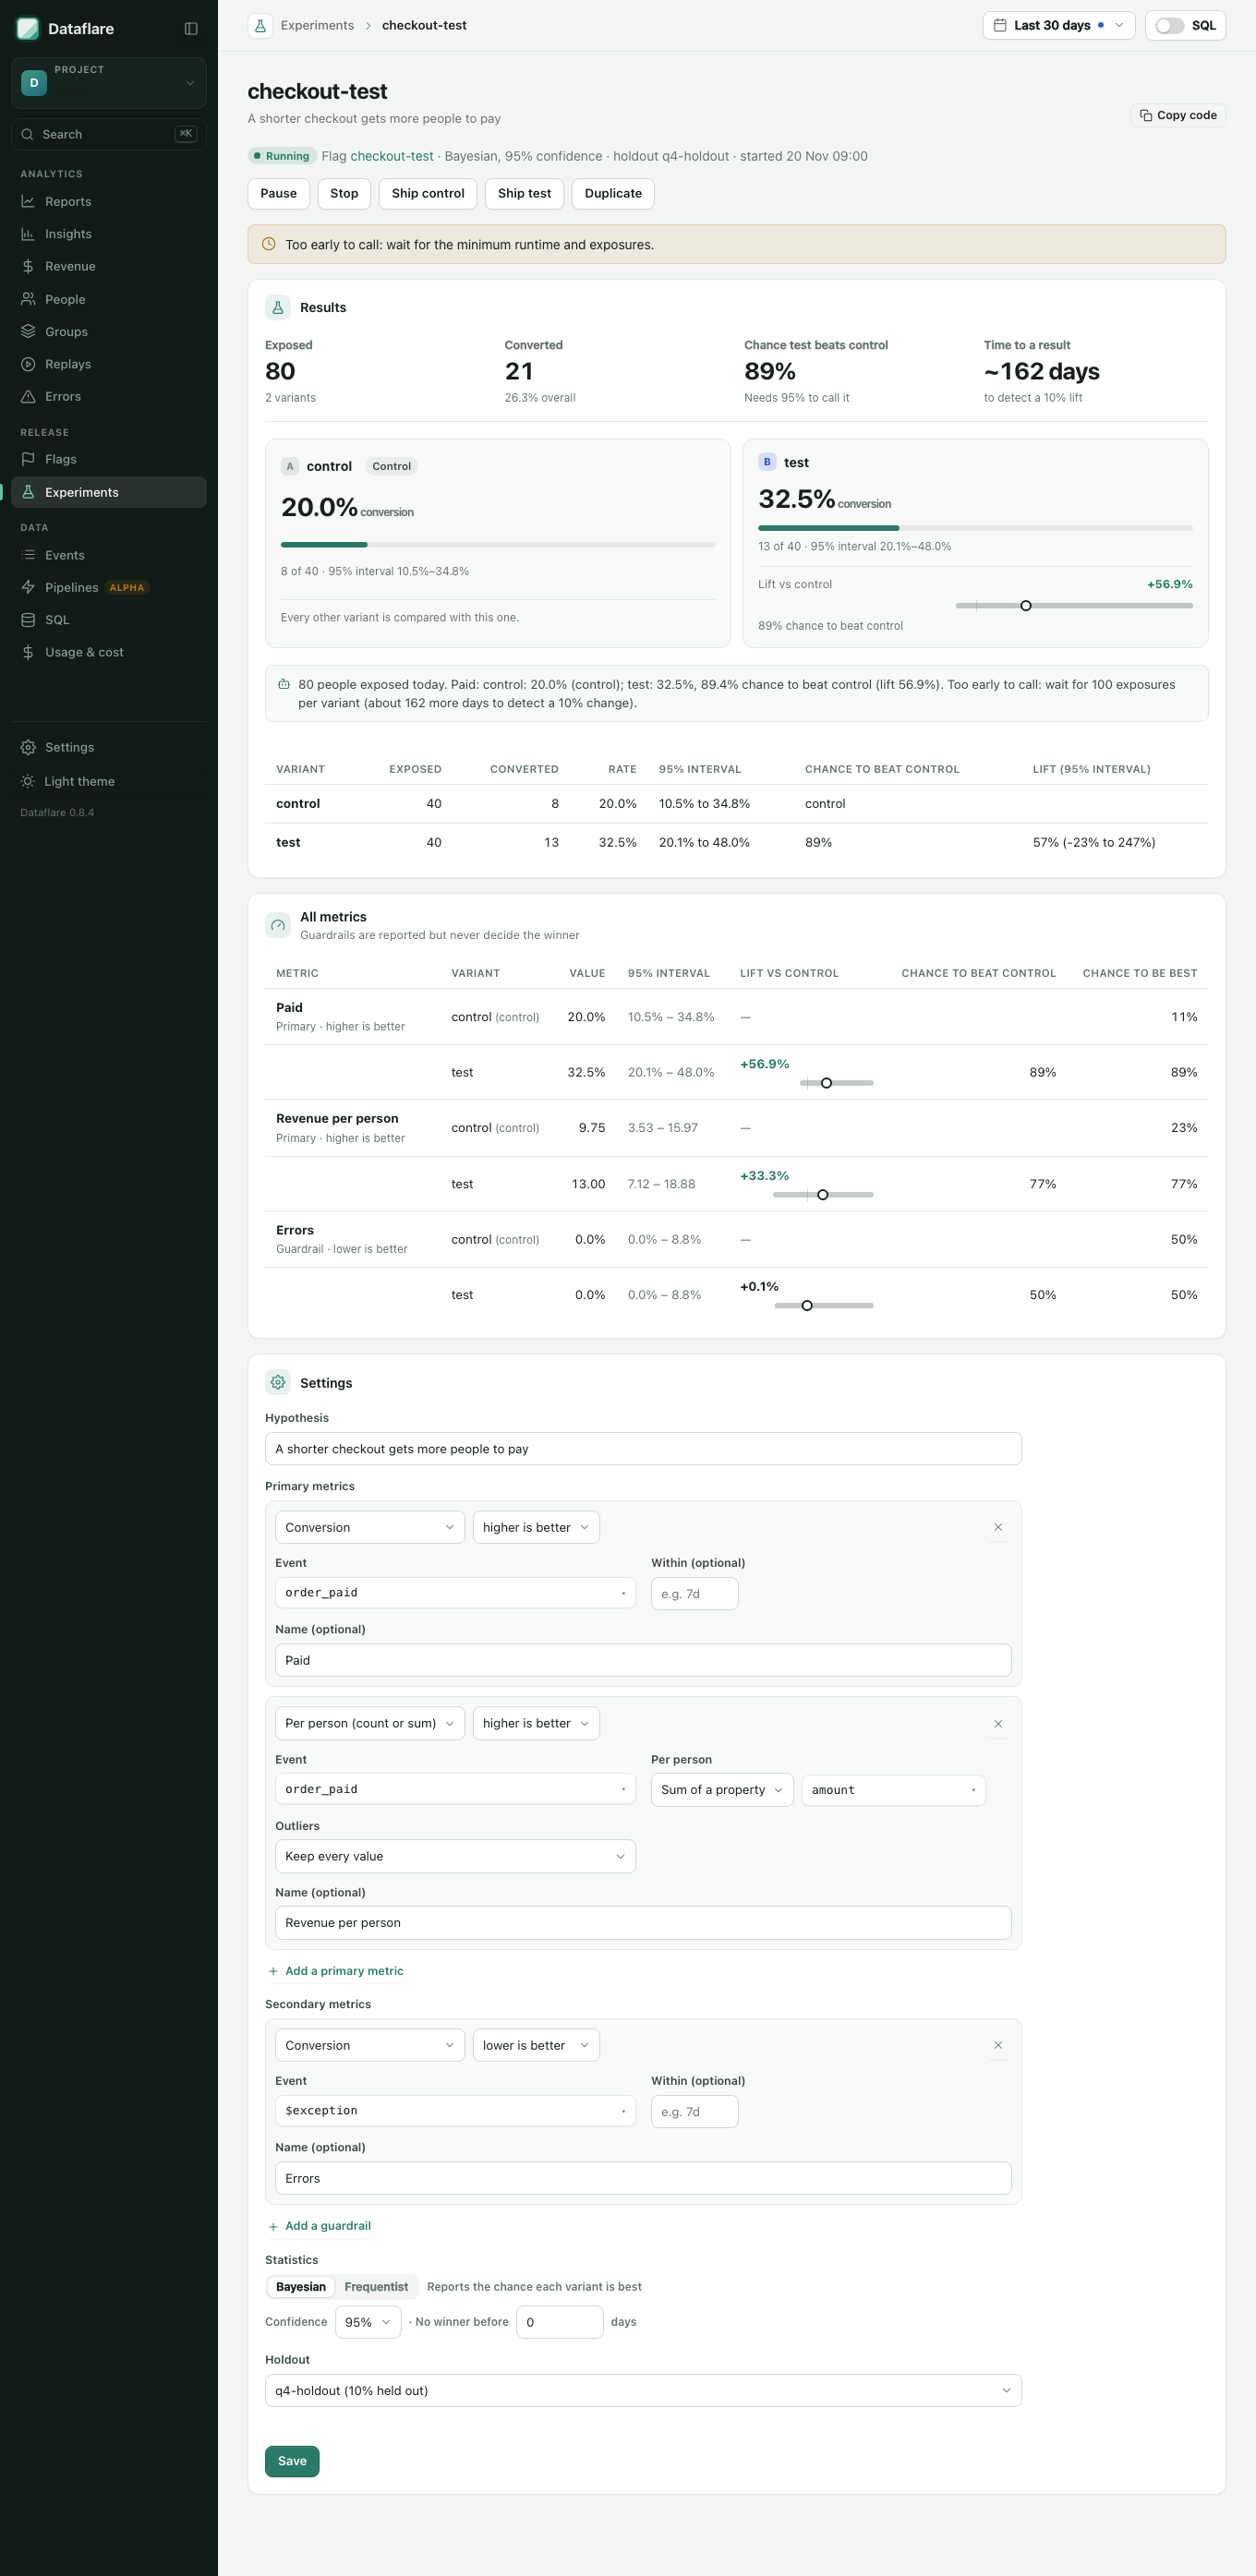 Dataflare
PROJECT
D
Search
⌘K
ANALYTICS
Reports
Insights
Revenue
People
Groups
Replays
Errors
RELEASE
Flags
Experiments
DATA
Events
Pipelines ALPHA
SQL
Usage & cost
Settings
Light theme
Dataflare 0.8.4
Experiments > checkout-test
Last 30 days
SQL
checkout-test
A shorter checkout gets more people to pay
Copy code
Running Flag checkout-test · Bayesian, 95% confidence · holdout q4-holdout · started 20 Nov 09:00
Pause Stop Ship control Ship test Duplicate
Too early to call: wait for the minimum runtime and exposures.
Results
Exposed
80
2 variants
Converted
21
26.3% overall
Chance test beats control
89%
Needs 95% to call it
Time to a result
~162 days
to detect a 10% lift
A control Control
20.0% conversion
8 of 40 · 95% interval 10.5%–34.8%
Every other variant is compared with this one.
B test
32.5% conversion
13 of 40 · 95% interval 20.1%–48.0%
Lift vs control +56.9%
89% chance to beat control
80 people exposed today. Paid: control: 20.0% (control); test: 32.5%, 89.4% chance to beat control (lift 56.9%). Too early to call: wait for 100 exposures
per variant (about 162 more days to detect a 10% change).
VARIANT EXPOSED CONVERTED RATE 95% INTERVAL CHANCE TO BEAT CONTROL LIFT (95% INTERVAL)
control 40 8 20.0% 10.5% to 34.8% control
test 40 13 32.5% 20.1% to 48.0% 89% 57% (-23% to 247%)
All metrics
Guardrails are reported but never decide the winner
METRIC VARIANT VALUE 95% INTERVAL LIFT VS CONTROL CHANCE TO BEAT CONTROL CHANCE TO BE BEST
Paid
Primary · higher is better
control (control) 20.0% 10.5% – 34.8% — 11%
test 32.5% 20.1% – 48.0% +56.9% 89% 89%
Revenue per person
Primary · higher is better
control (control) 9.75 3.53 – 15.97 — 23%
test 13.00 7.12 – 18.88 +33.3% 77% 77%
Errors
Guardrail · lower is better
control (control) 0.0% 0.0% – 8.8% — 50%
test 0.0% 0.0% – 8.8% +0.1% 50% 50%
Settings
Hypothesis
A shorter checkout gets more people to pay
Primary metrics
Conversion higher is better
Event Within (optional)
order_paid e.g. 7d
Name (optional)
Paid
Per person (count or sum) higher is better
Event Per person
order_paid Sum of a property amount
Outliers
Keep every value
Name (optional)
Revenue per person
+ Add a primary metric
Secondary metrics
Conversion lower is better
Event Within (optional)
$exception e.g. 7d
Name (optional)
Errors
+ Add a guardrail
Statistics
Bayesian Frequentist Reports the chance each variant is best
Confidence 95% · No winner before 0 days
Holdout
q4-holdout (10% held out)
Save